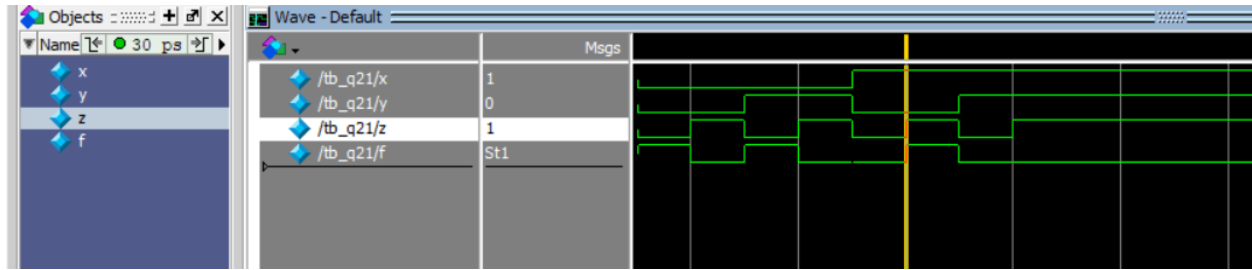 Objects
Name 30 ps
x
y
z
f
Wave - Default
Msgs
/tb_q21/x 1
/tb_q21/y 0
/tb_q21/z 1
/tb_q21/f St1